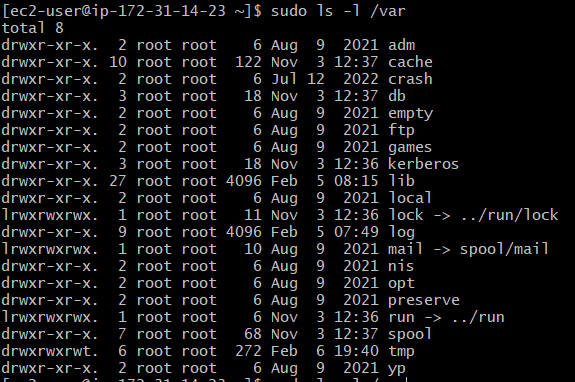 [ec2-user@ip-172-31-14-23 ~]$ sudo ls -l /var
total 8
drwxr-xr-x.  2 root root    6 Aug  9  2021 adm
drwxr-xr-x. 10 root root  122 Nov  3 12:37 cache
drwxr-xr-x.  2 root root    6 Jul 12  2022 crash
drwxr-xr-x.  3 root root   18 Nov  3 12:37 db
drwxr-xr-x.  2 root root    6 Aug  9  2021 empty
drwxr-xr-x.  2 root root    6 Aug  9  2021 ftp
drwxr-xr-x.  2 root root    6 Aug  9  2021 games
drwxr-xr-x.  3 root root   18 Nov  3 12:36 kerberos
drwxr-xr-x. 27 root root 4096 Feb  5 08:15 lib
drwxr-xr-x.  2 root root    6 Aug  9  2021 local
lrwxrwxrwx.  1 root root   11 Nov  3 12:36 lock -> ../run/lock
drwxr-xr-x.  9 root root 4096 Feb  5 07:49 log
lrwxrwxrwx.  1 root root   10 Aug  9  2021 mail -> spool/mail
drwxr-xr-x.  2 root root    6 Aug  9  2021 nis
drwxr-xr-x.  2 root root    6 Aug  9  2021 opt
drwxr-xr-x.  2 root root    6 Aug  9  2021 preserve
lrwxrwxrwx.  1 root root    6 Nov  3 12:36 run -> ../run
drwxr-xr-x.  7 root root   68 Nov  3 12:37 spool
drwxrwxrwt.  6 root root  272 Feb  6 19:40 tmp
drwxr-xr-x.  2 root root    6 Aug  9  2021 yp